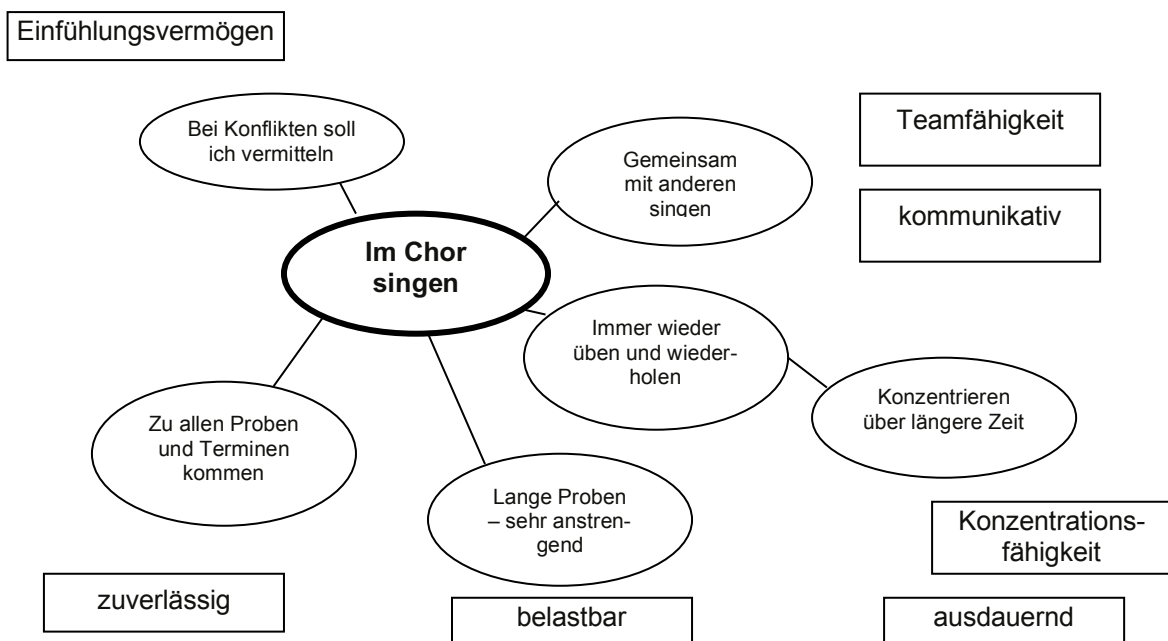 Einfühlungsvermögen
Bei Konflikten soll
ich vermitteln
Gemeinsam
mit anderen
singen
Teamfähigkeit
kommunikativ
Im Chor
singen
Immer wieder
üben und wieder-
holen
Konzentrieren
über längere Zeit
Zu allen Proben
und Terminen
kommen
Lange Proben
– sehr anstren-
gend
Konzentrations-
fähigkeit
zuverlässig
belastbar
ausdauernd